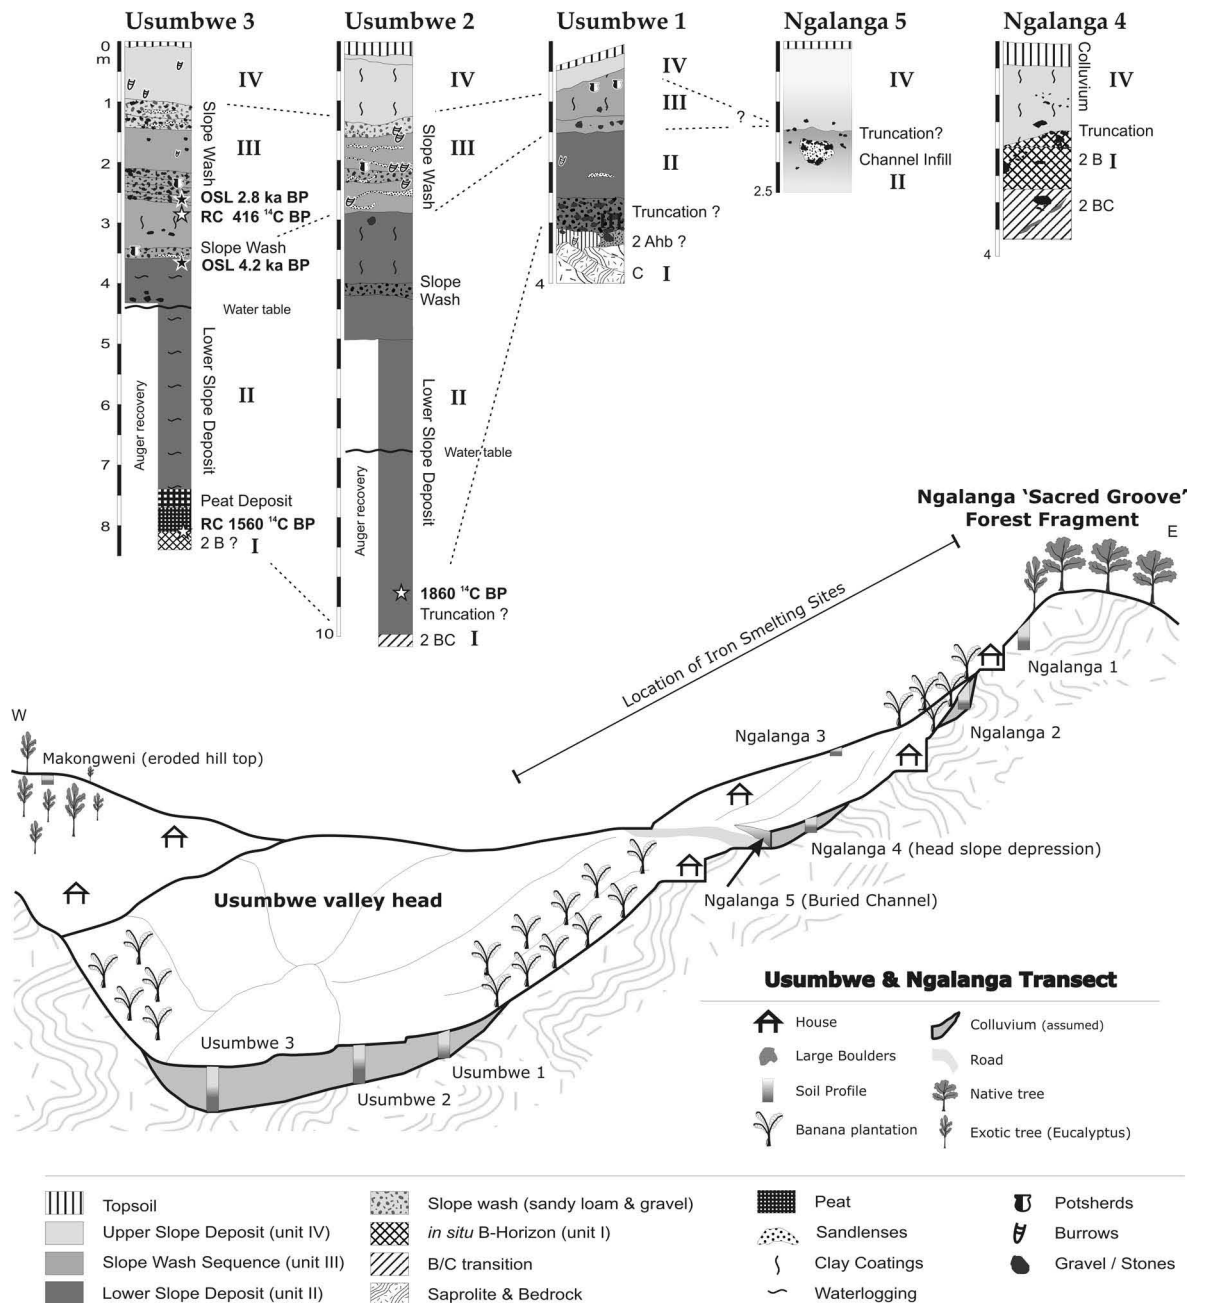 Usumbwe 3
Usumbwe 2
Usumbwe 1
Ngalanga 5
Ngalanga 4
0
m
1
2
3
4
5
6
7
8
IV
Slope Wash
III
OSL 2.8 ka BP
RC 416 14C BP
Slope Wash
OSL 4.2 ka BP
Water table
Lower Slope Deposit
II
Auger recovery
Peat Deposit
RC 1560 14C BP
2 B ? I
IV
Slope Wash
III
Slope
Wash
Lower Slope Deposit
II
Water table
Auger recovery
1860 14C BP
Truncation ?
10
2 BC I
IV
III
II
Truncation ?
2 Ahb ?
C I
4
?
IV
Truncation?
Channel Infill
II
2.5
Colluvium
IV
Truncation
2 B I
2 BC
4
Ngalanga ‘Sacred Groove’
Forest Fragment
E
Location of Iron Smelting Sites
Ngalanga 1
Ngalanga 2
Ngalanga 3
W
Makongweni (eroded hill top)
Ngalanga 4 (head slope depression)
Ngalanga 5 (Buried Channel)
Usumbwe valley head
Usumbwe 3
Usumbwe 1
Usumbwe 2
Usumbwe & Ngalanga Transect
House
Colluvium (assumed)
Large Boulders
Road
Soil Profile
Native tree
Banana plantation
Exotic tree (Eucalyptus)
Topsoil
Slope wash (sandy loam & gravel)
Peat
Potsherds
Upper Slope Deposit (unit IV)
in situ B-Horizon (unit I)
Sandlenses
Burrows
Slope Wash Sequence (unit III)
B/C transition
Clay Coatings
Gravel / Stones
Lower Slope Deposit (unit II)
Saprolite & Bedrock
Waterlogging